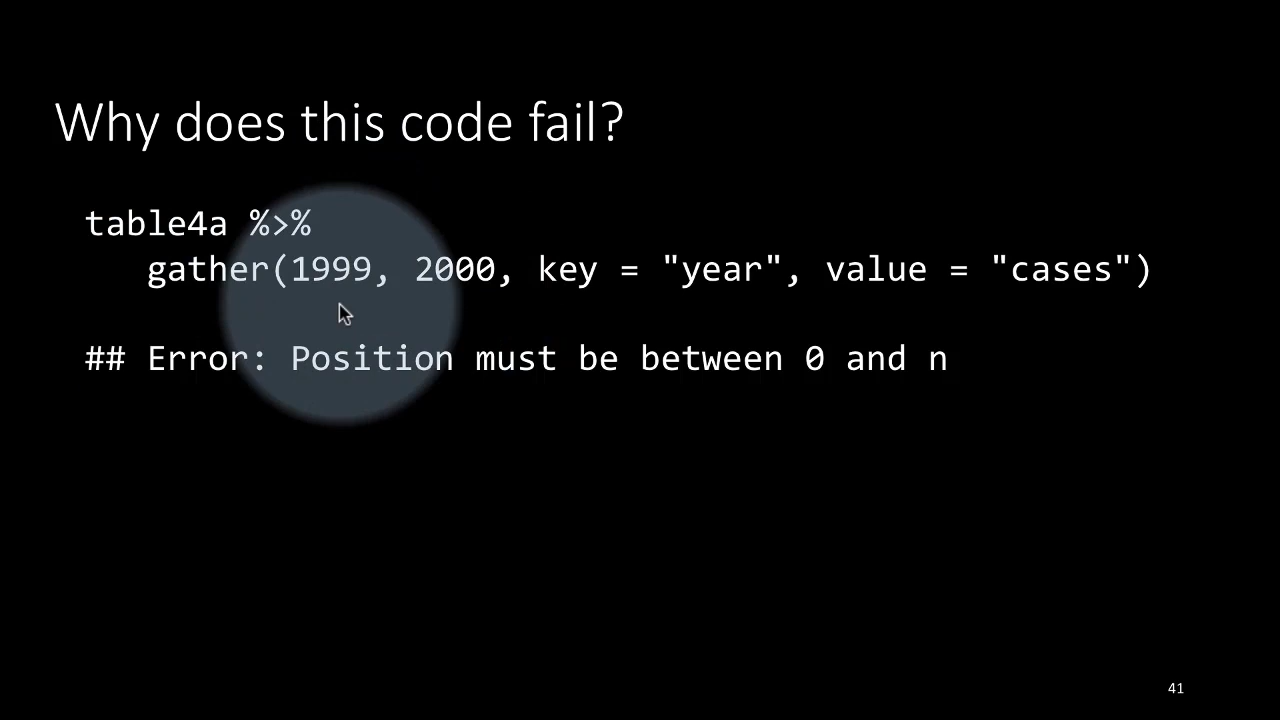 Why does this code fail?
table4a %>%
gather(1999, 2000, key = "year", value = "cases")
## Error: Position must be between 0 and n
41